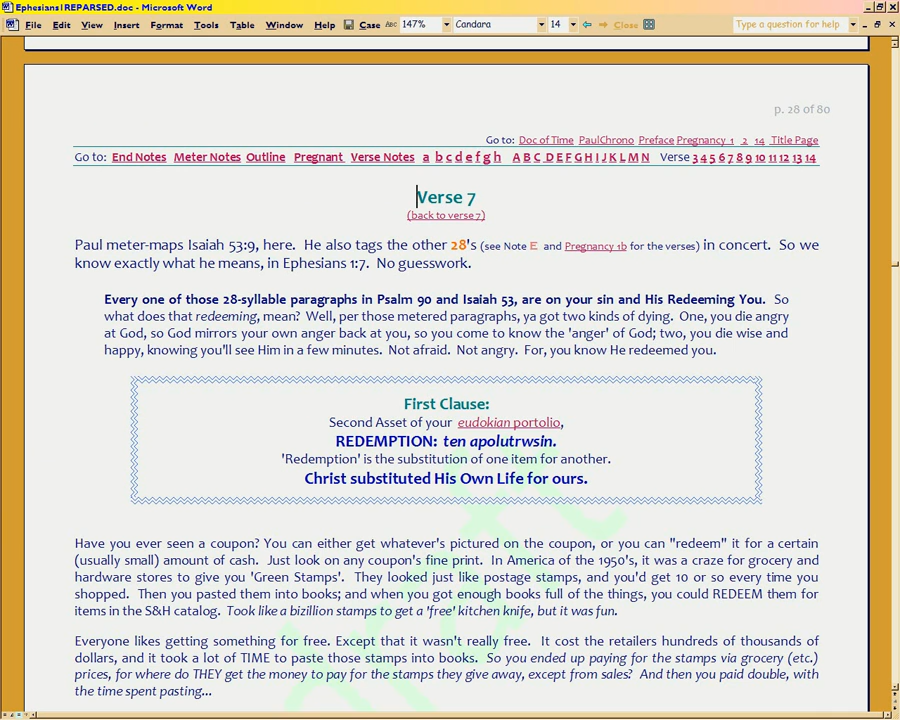 Ephesians1REPARSED.doc - Microsoft Word
File Edit View Insert Format Tools Table Window Help Case ABC 147% Candara 14 Close Type a question for help
p. 28 of 80
Go to: Doc of Time PaulChrono Preface Pregnancy 1 2 14 Title Page
Go to: End Notes Meter Notes Outline Pregnant Verse Notes a b c d e f g h A B C D E F G H I J K L M N Verse 3 4 5 6 7 8 9 10 11 12 13 14
Verse 7
(back to verse 7)
Paul meter-maps Isaiah 53:9, here. He also tags the other 28's (see Note E and Pregnancy 1b for the verses) in concert. So we
know exactly what he means, in Ephesians 1:7. No guesswork.
Every one of those 28-syllable paragraphs in Psalm 90 and Isaiah 53, are on your sin and His Redeeming You. So
what does that redeeming, mean? Well, per those metered paragraphs, ya got two kinds of dying. One, you die angry
at God, so God mirrors your own anger back at you, so you come to know the 'anger' of God; two, you die wise and
happy, knowing you'll see Him in a few minutes. Not afraid. Not angry. For, you know He redeemed you.
First Clause:
Second Asset of your eudokian portolio,
REDEMPTION: ten apolutrwsin.
'Redemption' is the substitution of one item for another.
Christ substituted His Own Life for ours.
Have you ever seen a coupon? You can either get whatever's pictured on the coupon, or you can "redeem" it for a certain
(usually small) amount of cash. Just look on any coupon's fine print. In America of the 1950's, it was a craze for grocery and
hardware stores to give you 'Green Stamps'. They looked just like postage stamps, and you'd get 10 or so every time you
shopped. Then you pasted them into books; and when you got enough books full of the things, you could REDEEM them for
items in the S&H catalog. Took like a bizillion stamps to get a 'free' kitchen knife, but it was fun.
Everyone likes getting something for free. Except that it wasn't really free. It cost the retailers hundreds of thousands of
dollars, and it took a lot of TIME to paste those stamps into books. So you ended up paying for the stamps via grocery (etc.)
prices, for where do THEY get the money to pay for the stamps they give away, except from sales? And then you paid double, with
the time spent pasting...